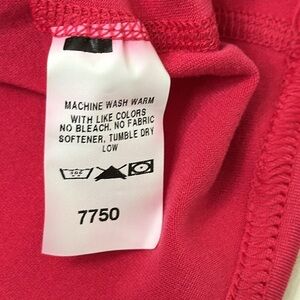 MACHINE WASH WARM
WITH LIKE COLORS
NO BLEACH. NO FABRIC
SOFTENER, TUMBLE DRY
LOW
7750